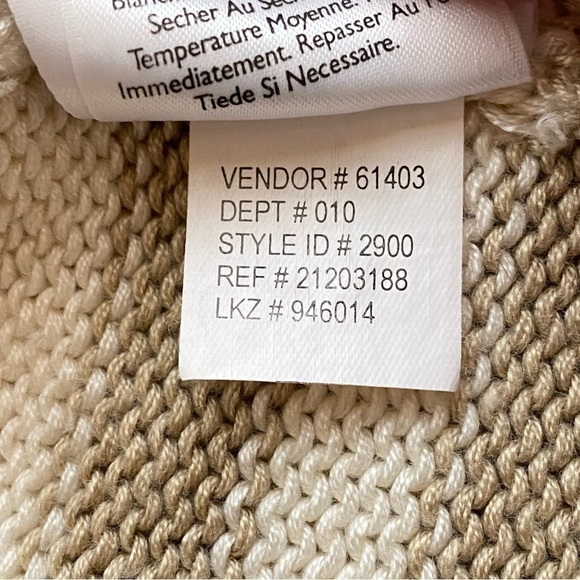 Secher Au
Temperature Moyenne.
Immediatement. Repasser Au
Tiede Si Necessaire.
VENDOR # 61403
DEPT # 010
STYLE ID # 2900
REF # 21203188
LKZ # 946014